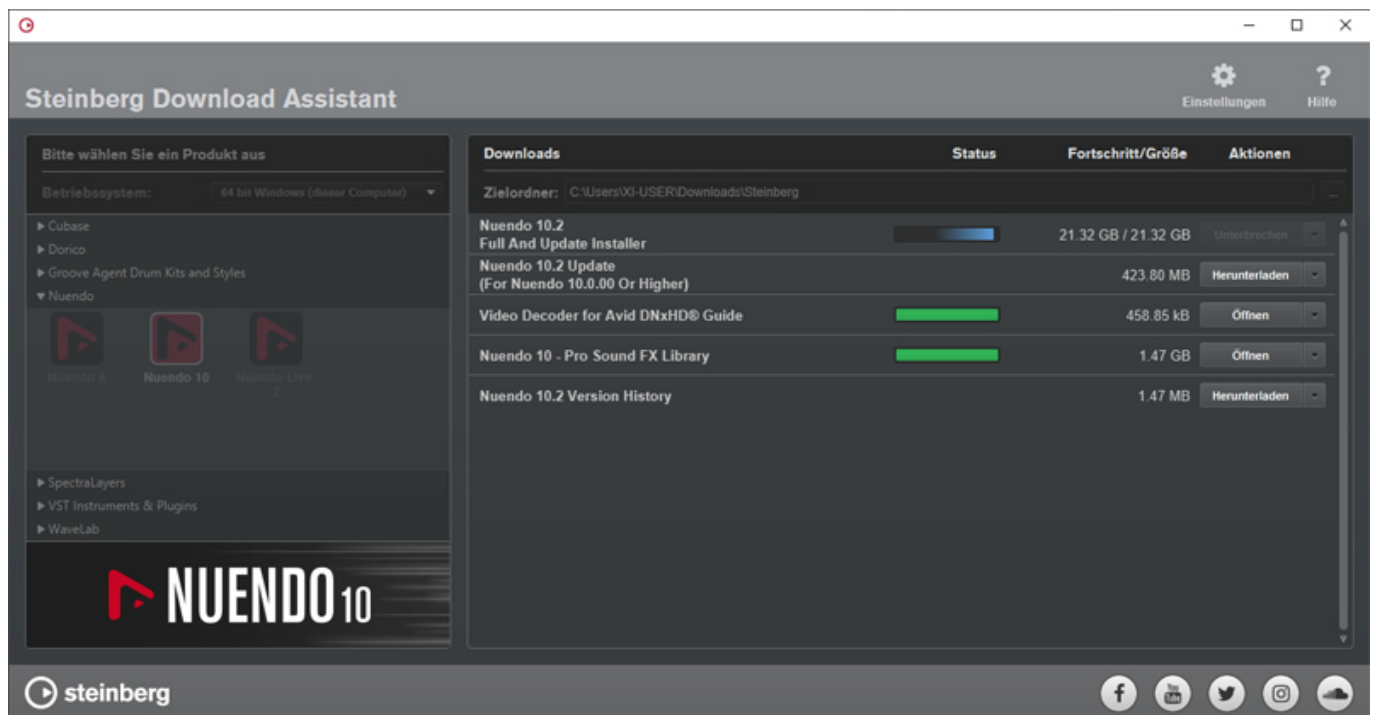 Steinberg Download Assistant
Einstellungen
Hilfe
Bitte wählen Sie ein Produkt aus
Betriebssystem: 64 bit Windows (dieser Computer)
Cubase
Dorico
Groove Agent Drum Kits and Styles
Nuendo
Nuendo 10
Nuendo Live
2
SpectraLayers
VST Instruments & Plugins
WaveLab
NUENDO 10
Downloads Status Fortschritt/Größe Aktionen
Zielordner: C:\Users\XI-USER\Downloads\Steinberg ...
Nuendo 10.2
Full And Update Installer
21.32 GB / 21.32 GB Unterbrechen
Nuendo 10.2 Update
(For Nuendo 10.0.00 Or Higher)
423.80 MB Herunterladen
Video Decoder for Avid DNxHD® Guide 458.85 kB Öffnen
Nuendo 10 - Pro Sound FX Library 1.47 GB Öffnen
Nuendo 10.2 Version History 1.47 MB Herunterladen
steinberg